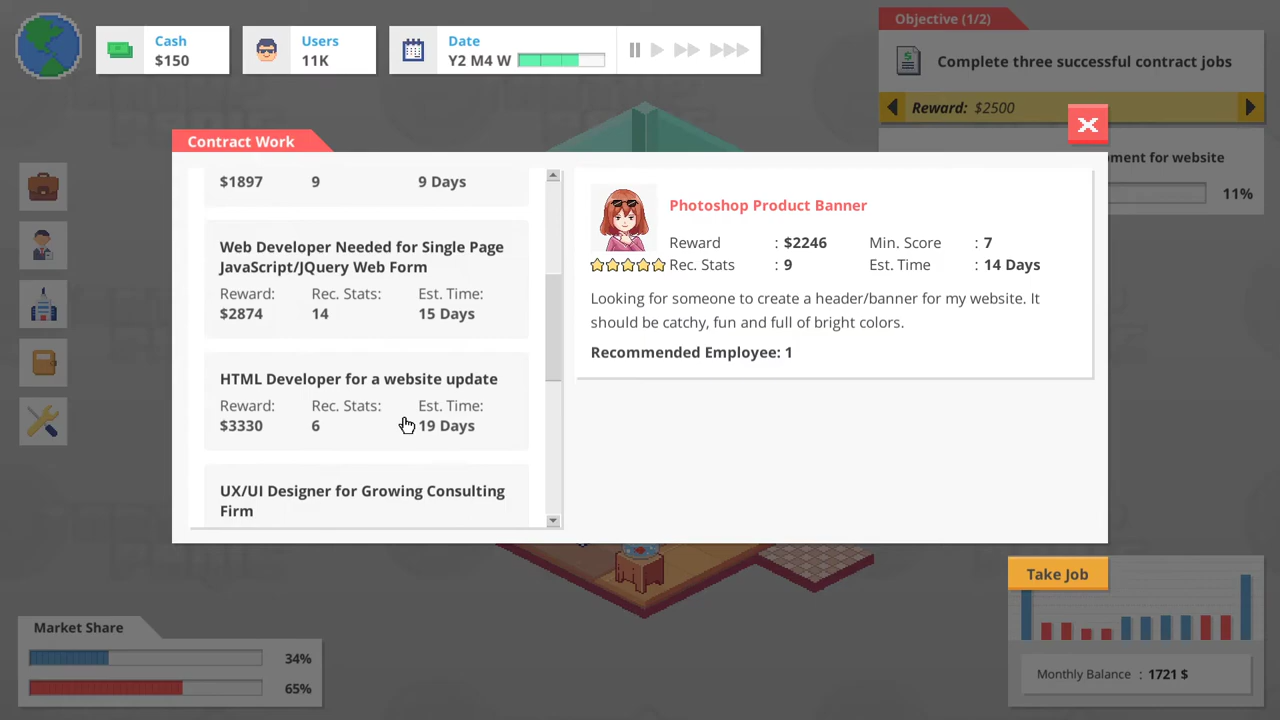 Cash
$150
Users
11K
Date
Y2 M4 W
Objective (1/2)
Complete three successful contract jobs
Reward: $2500
ment for website
11%
Contract Work
$1897 9 9 Days
Web Developer Needed for Single Page
JavaScript/JQuery Web Form
Reward: Rec. Stats: Est. Time:
$2874 14 15 Days
HTML Developer for a website update
Reward: Rec. Stats: Est. Time:
$3330 6 19 Days
UX/UI Designer for Growing Consulting
Firm
Photoshop Product Banner
Reward : $2246 Min. Score : 7
Rec. Stats : 9 Est. Time : 14 Days
Looking for someone to create a header/banner for my website. It
should be catchy, fun and full of bright colors.
Recommended Employee: 1
Take Job
Monthly Balance : 1721 $
Market Share
34%
65%